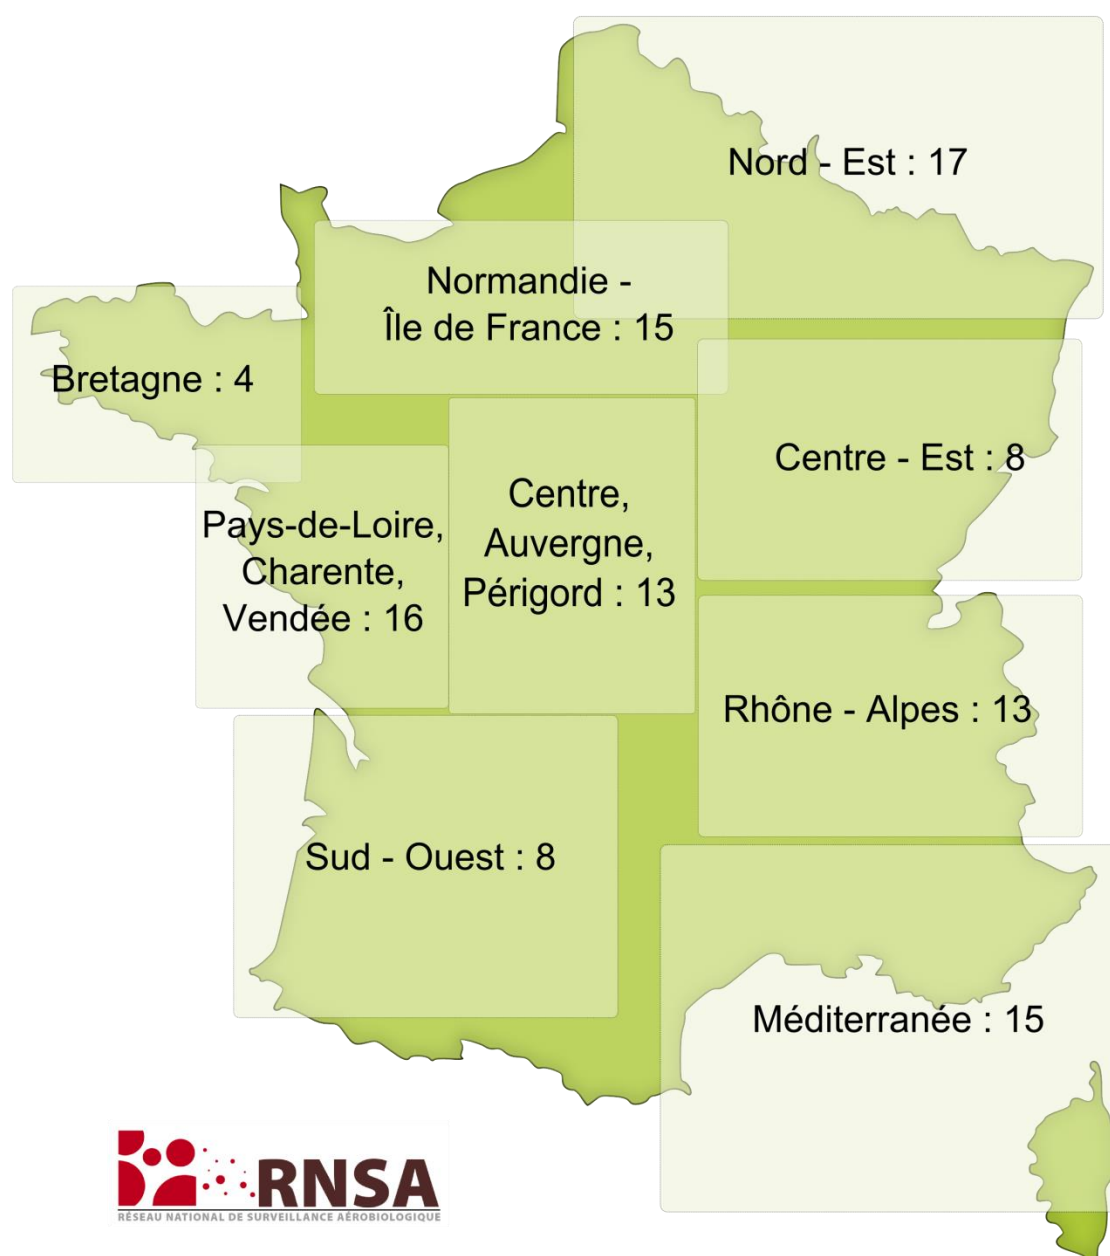 Nord - Est : 17
Normandie -
Île de France : 15
Bretagne : 4
Centre - Est : 8
Centre,
Auvergne,
Périgord : 13
Pays-de-Loire,
Charente,
Vendée : 16
Rhône - Alpes : 13
Sud - Ouest : 8
Méditerranée : 15
RNSA
RÉSEAU NATIONAL DE SURVEILLANCE AÉROBIOLOGIQUE